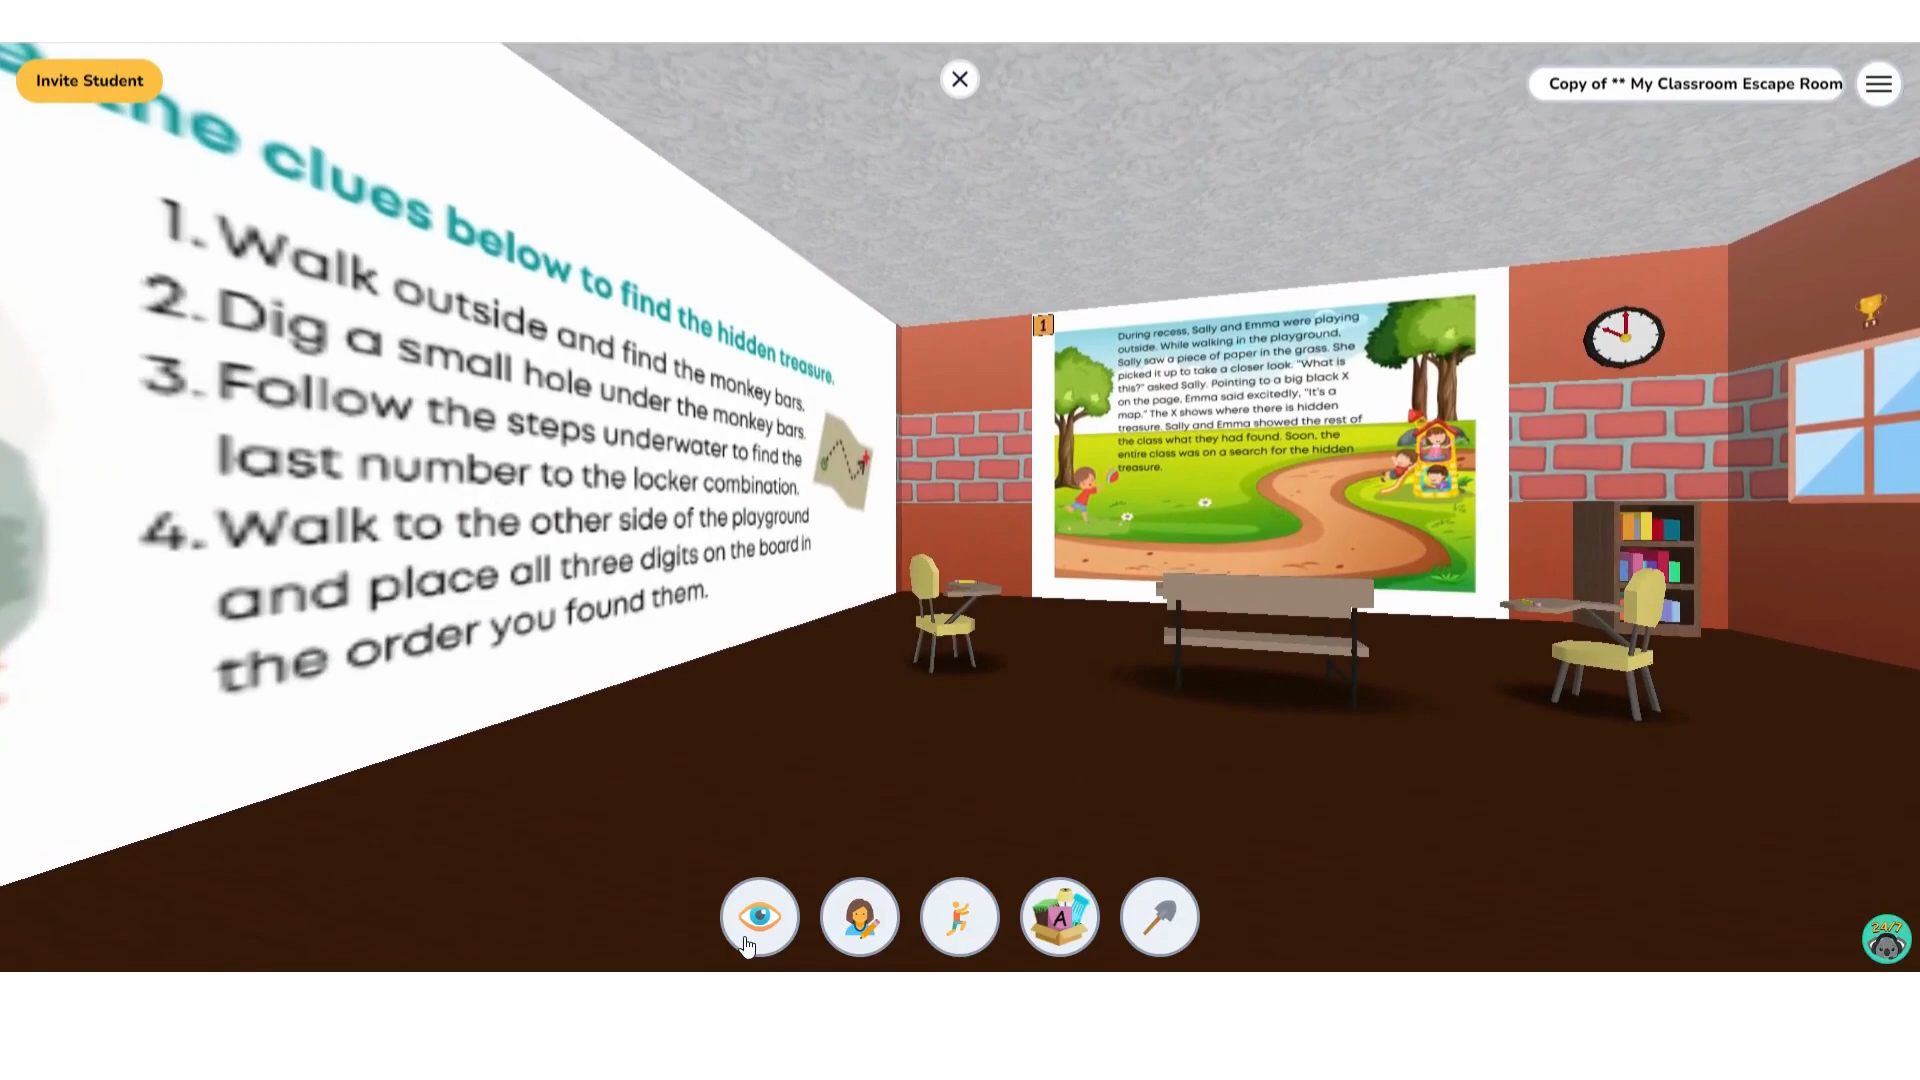 Invite Student
Copy of ** My Classroom Escape Room
the clues below to find the hidden treasure.
1. Walk outside and find the monkey bars.
2. Dig a small hole under the monkey bars.
3. Follow the steps underwater to find the
last number to the locker combination.
4. Walk to the other side of the playground
and place all three digits on the board in
the order you found them.
1
During recess, Sally and Emma were playing
outside. While walking in the playground,
Sally saw a piece of paper in the grass. She
picked it up to take a closer look. "What is
this?" asked Sally. Pointing to a big black X
on the page, Emma said excitedly, "It's a
map." The X shows where there is hidden
treasure. Sally and Emma showed the rest of
the class what they had found. Soon, the
entire class was on a search for the hidden
treasure.
A
24/7